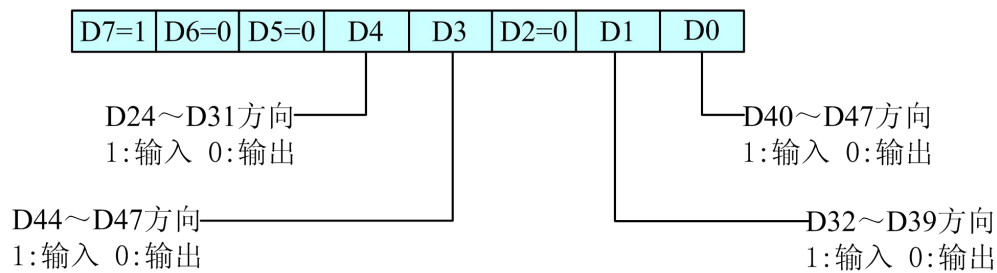 D7=1 D6=0 D5=0 D4 D3 D2=0 D1 D0
D24～D31方向
1:输入 0:输出
D40～D47方向
1:输入 0:输出
D44～D47方向
1:输入 0:输出
D32～D39方向
1:输入 0:输出